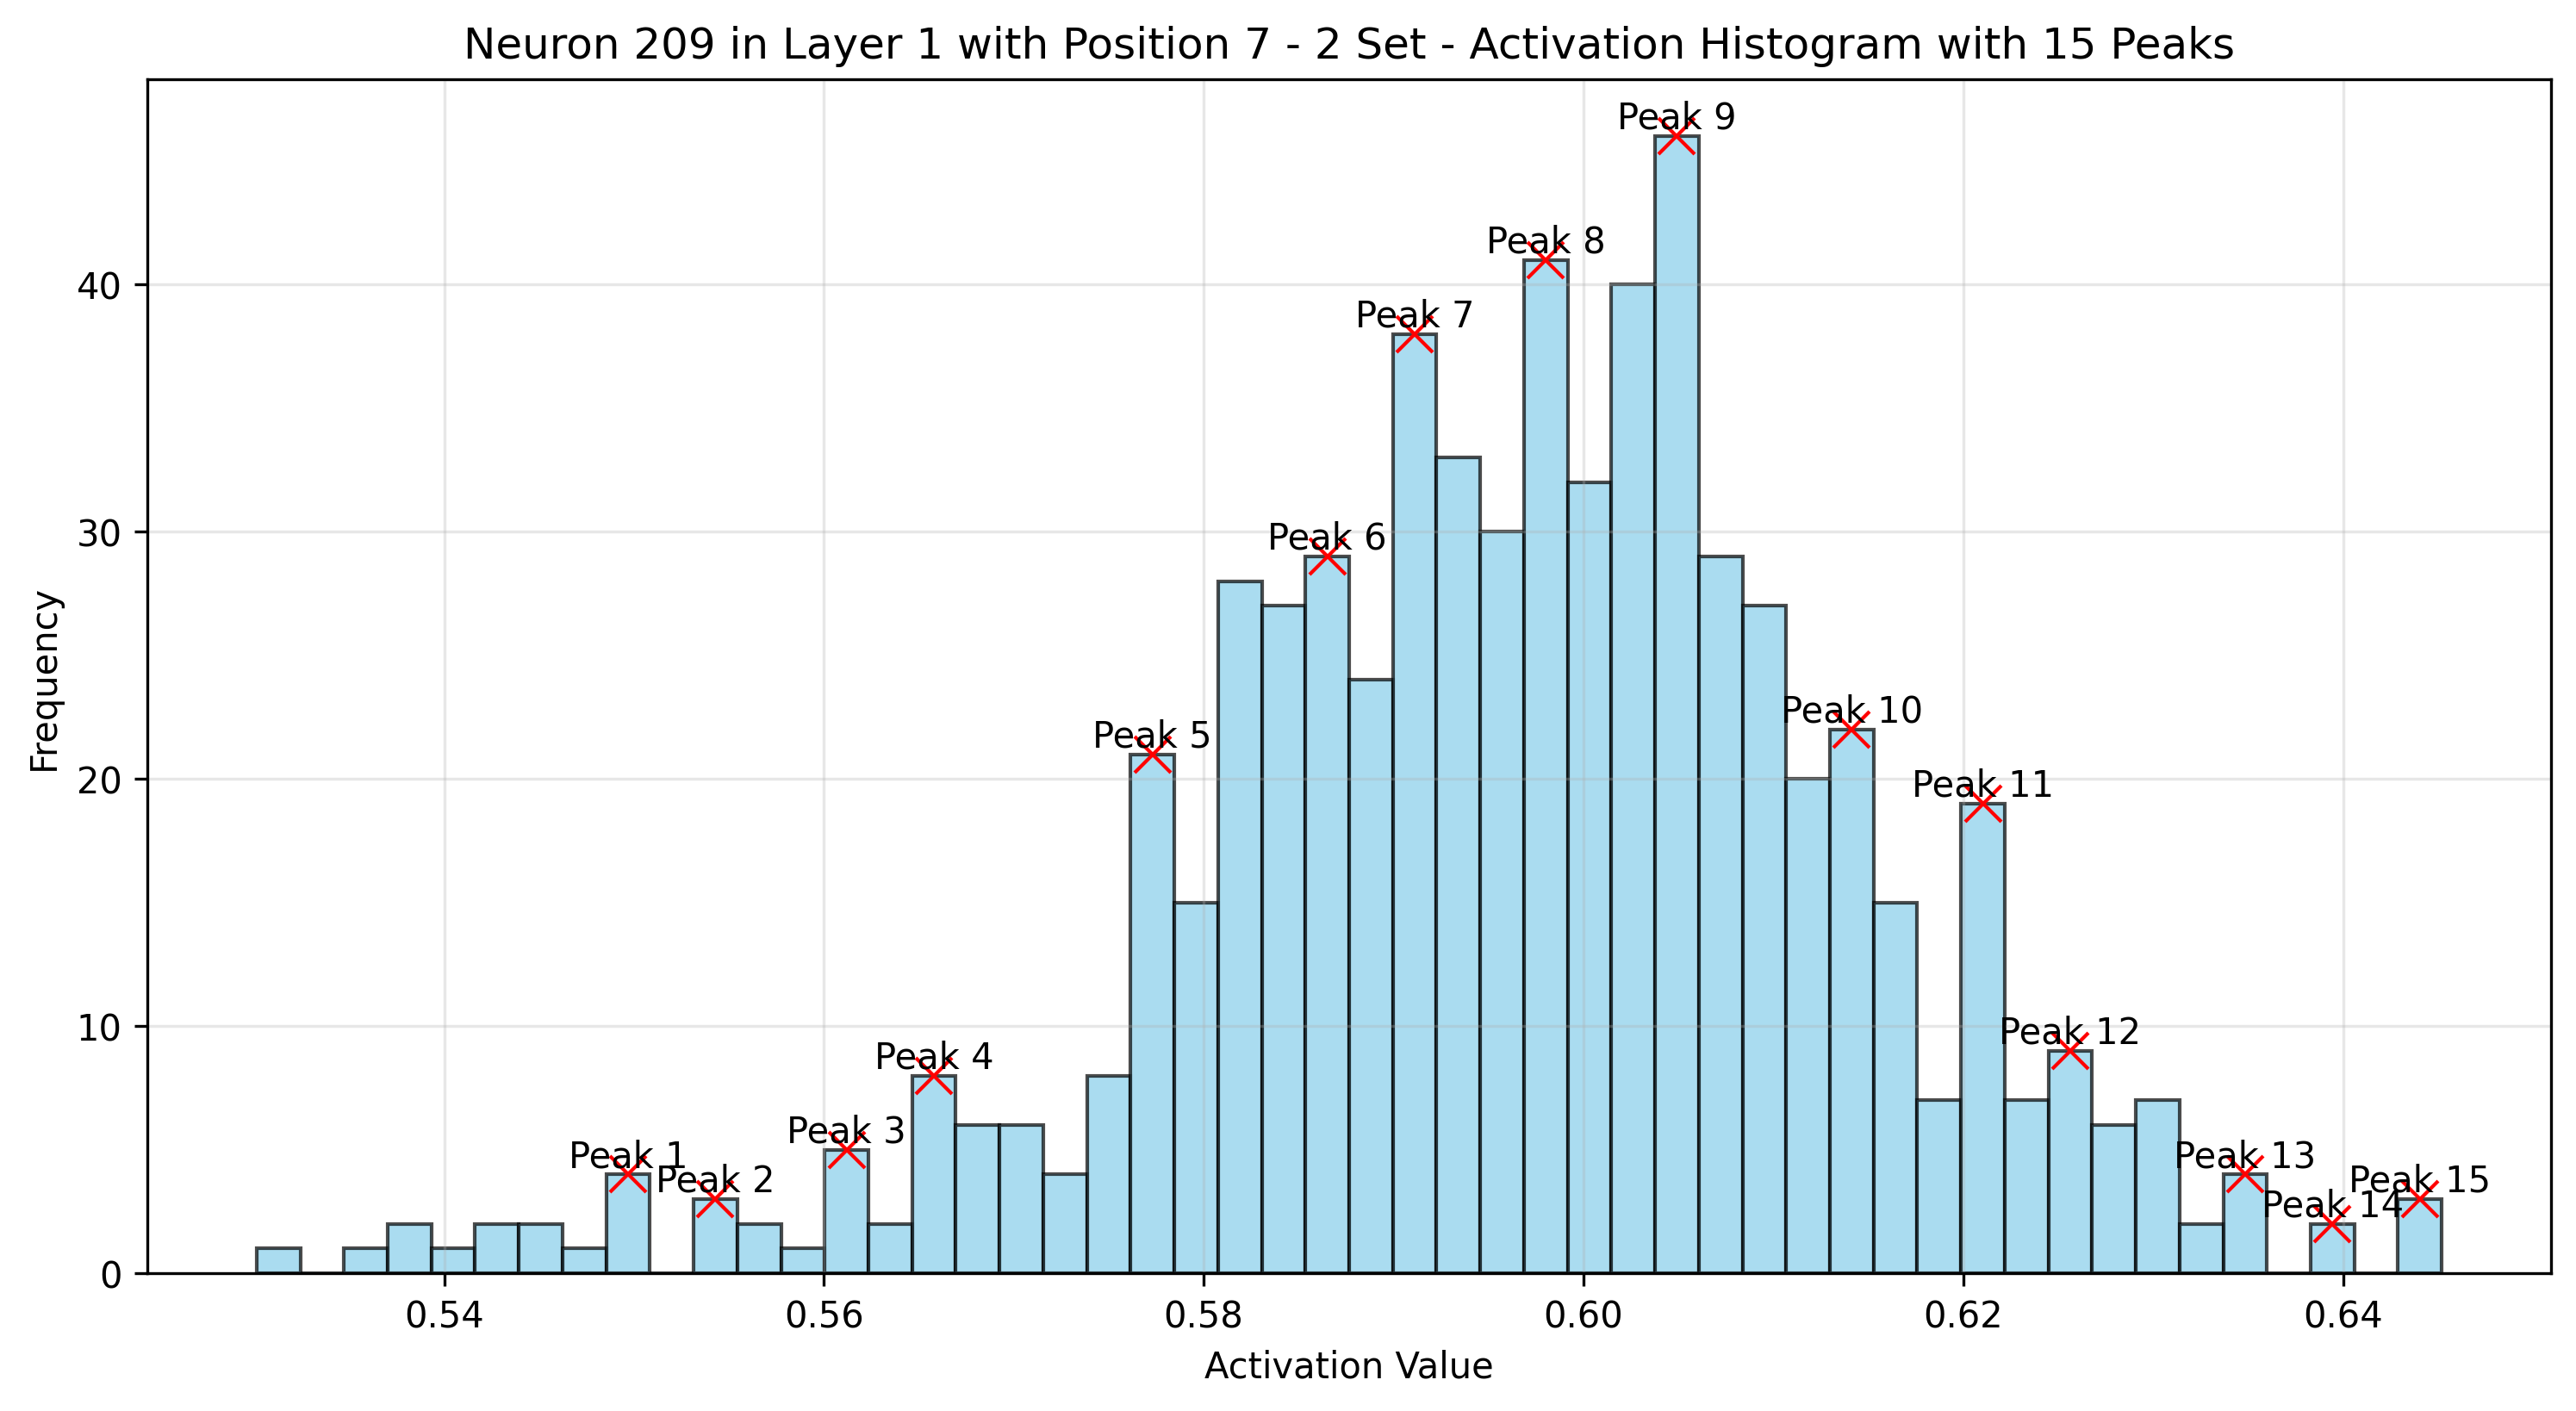 Neuron 209 in Layer 1 with Position 7 - 2 Set - Activation Histogram with 15 Peaks
Peak 9
Peak 8
Peak 7
Peak 6
Peak 5
Peak 10
Peak 11
Peak 12
Peak 4
Peak 3
Peak 1
Peak 2
Peak 13
Peak 14
Peak 15
Frequency
40
30
20
10
0
0.54
0.56
0.58
0.60
0.62
0.64
Activation Value